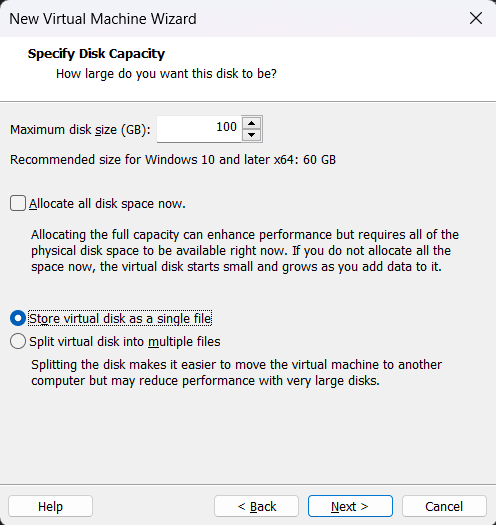 New Virtual Machine Wizard
Specify Disk Capacity
How large do you want this disk to be?
Maximum disk size (GB): 100
Recommended size for Windows 10 and later x64: 60 GB
Allocate all disk space now.
Allocating the full capacity can enhance performance but requires all of the
physical disk space to be available right now. If you do not allocate all the
space now, the virtual disk starts small and grows as you add data to it.
Store virtual disk as a single file
Split virtual disk into multiple files
Splitting the disk makes it easier to move the virtual machine to another
computer but may reduce performance with very large disks.
Help < Back Next > Cancel